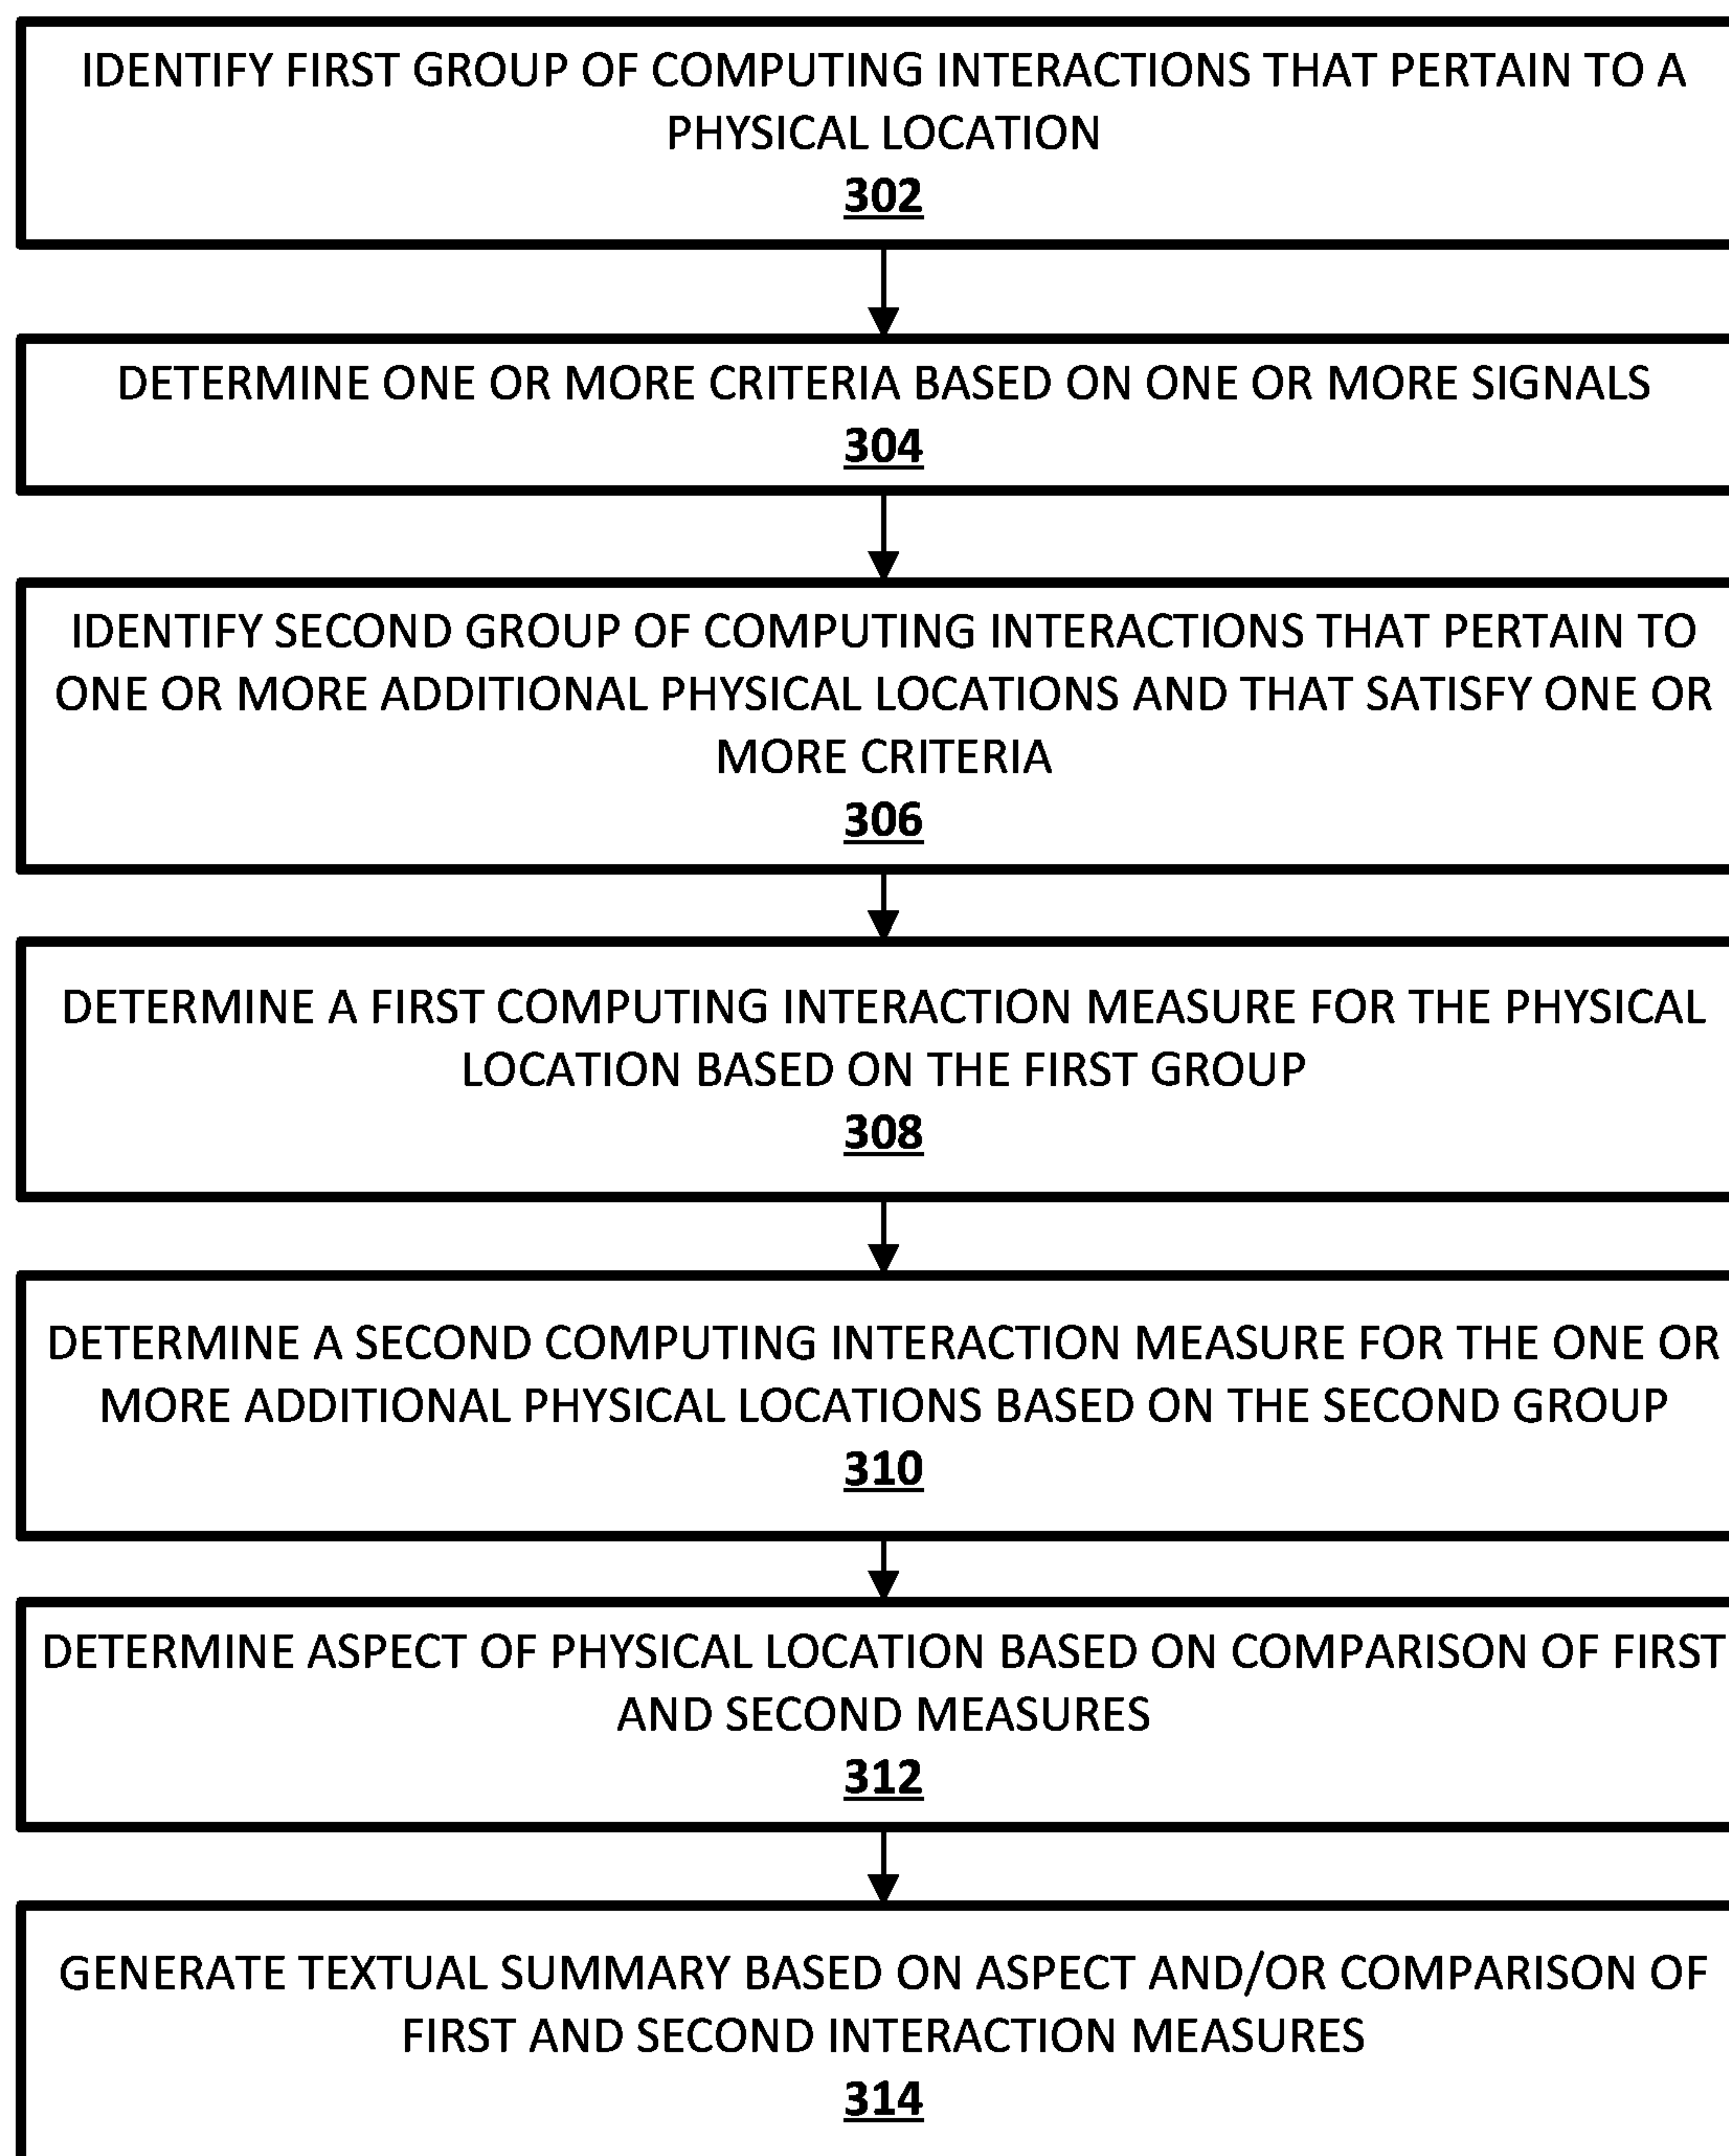 IDENTIFY FIRST GROUP OF COMPUTING INTERACTIONS THAT PERTAIN TO A
PHYSICAL LOCATION
302
DETERMINE ONE OR MORE CRITERIA BASED ON ONE OR MORE SIGNALS
304
IDENTIFY SECOND GROUP OF COMPUTING INTERACTIONS THAT PERTAIN TO
ONE OR MORE ADDITIONAL PHYSICAL LOCATIONS AND THAT SATISFY ONE OR
MORE CRITERIA
306
DETERMINE A FIRST COMPUTING INTERACTION MEASURE FOR THE PHYSICAL
LOCATION BASED ON THE FIRST GROUP
308
DETERMINE A SECOND COMPUTING INTERACTION MEASURE FOR THE ONE OR
MORE ADDITIONAL PHYSICAL LOCATIONS BASED ON THE SECOND GROUP
310
DETERMINE ASPECT OF PHYSICAL LOCATION BASED ON COMPARISON OF FIRST
AND SECOND MEASURES
312
GENERATE TEXTUAL SUMMARY BASED ON ASPECT AND/OR COMPARISON OF
FIRST AND SECOND INTERACTION MEASURES
314